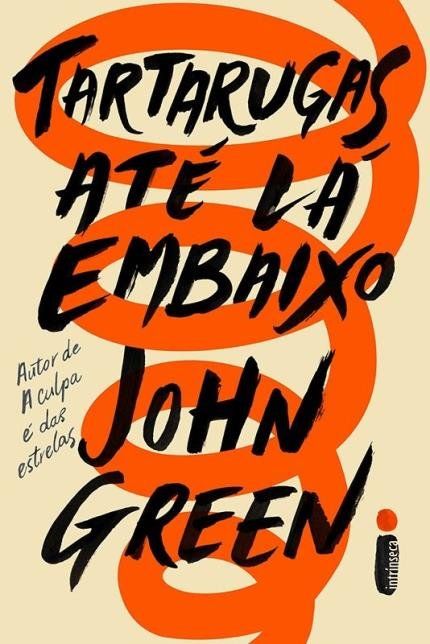 TARTARUGAS
ATÉ LÁ
EMBAIXO
Autor de
A culpa
é das
estrelas
JOHN
GREEN
intrínseca